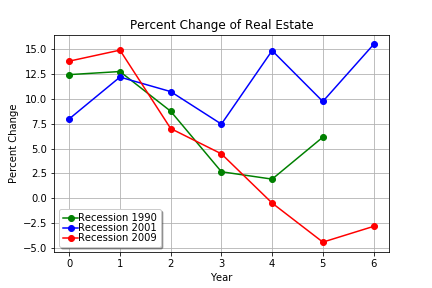 Percent Change of Real Estate
15.0
12.5
10.0
7.5
5.0
2.5
0.0
−2.5
−5.0
Percent Change
Recession 1990
Recession 2001
Recession 2009
0 1 2 3 4 5 6
Year